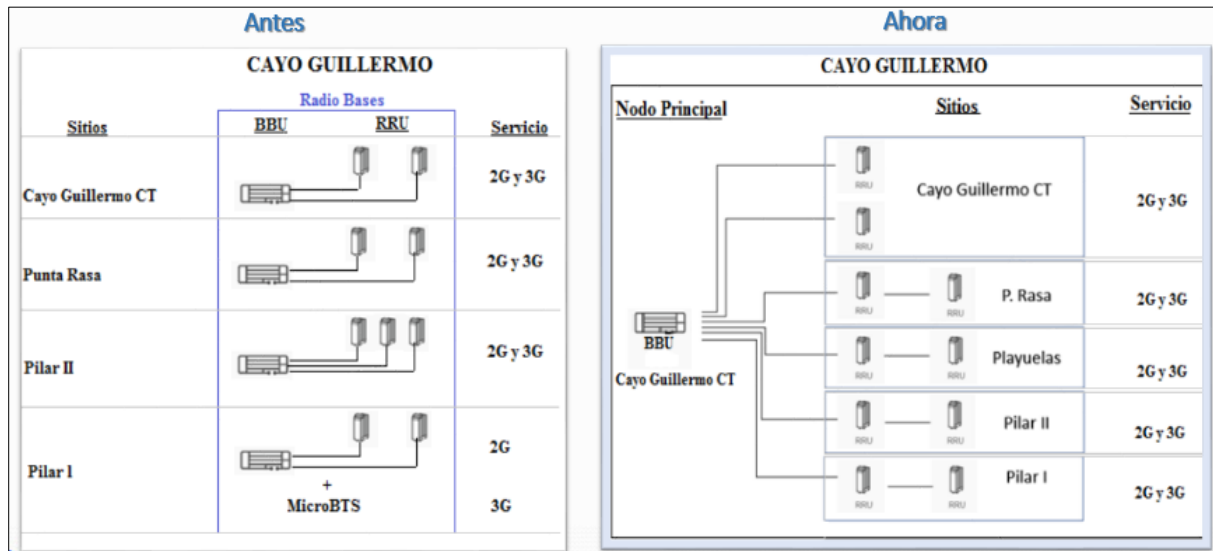 Antes
CAYO GUILLERMO
Radio Bases
Sitios BBU RRU Servicio
Cayo Guillermo CT 2G y 3G
Punta Rasa 2G y 3G
Pilar II 2G y 3G
Pilar I 2G
+
MicroBTS 3G
Ahora
CAYO GUILLERMO
Nodo Principal Sitios Servicio
RRU
Cayo Guillermo CT 2G y 3G
RRU
RRU RRU P. Rasa 2G y 3G
BBU
Cayo Guillermo CT
RRU RRU Playuelas 2G y 3G
RRU RRU Pilar II 2G y 3G
RRU RRU Pilar I 2G y 3G